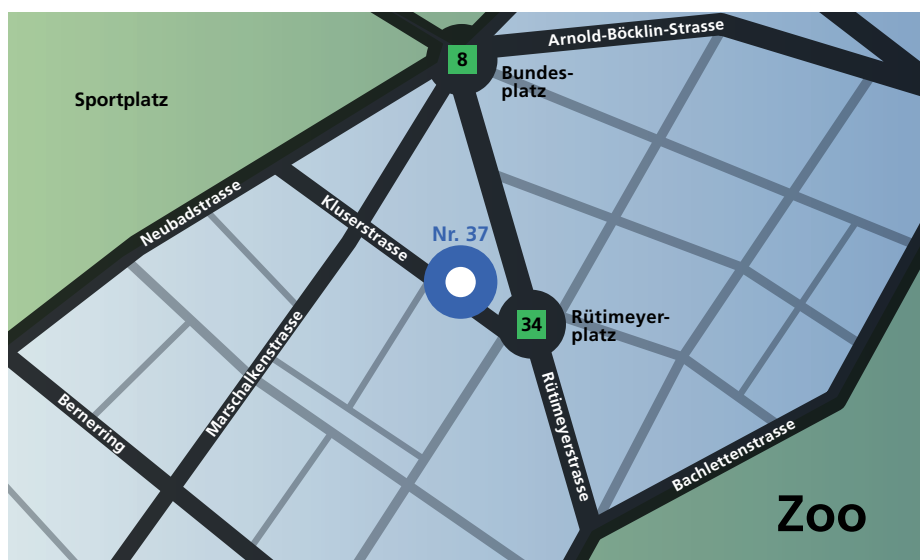 Arnold-Böcklin-Strasse
8
Bundes-
platz
Sportplatz
Neubadstrasse
Kluserstrasse
Nr. 37
34
Rütimeyer-
platz
Marschalkenstrasse
Bernerring
Rütimeyerstrasse
Bachlettenstrasse
Zoo